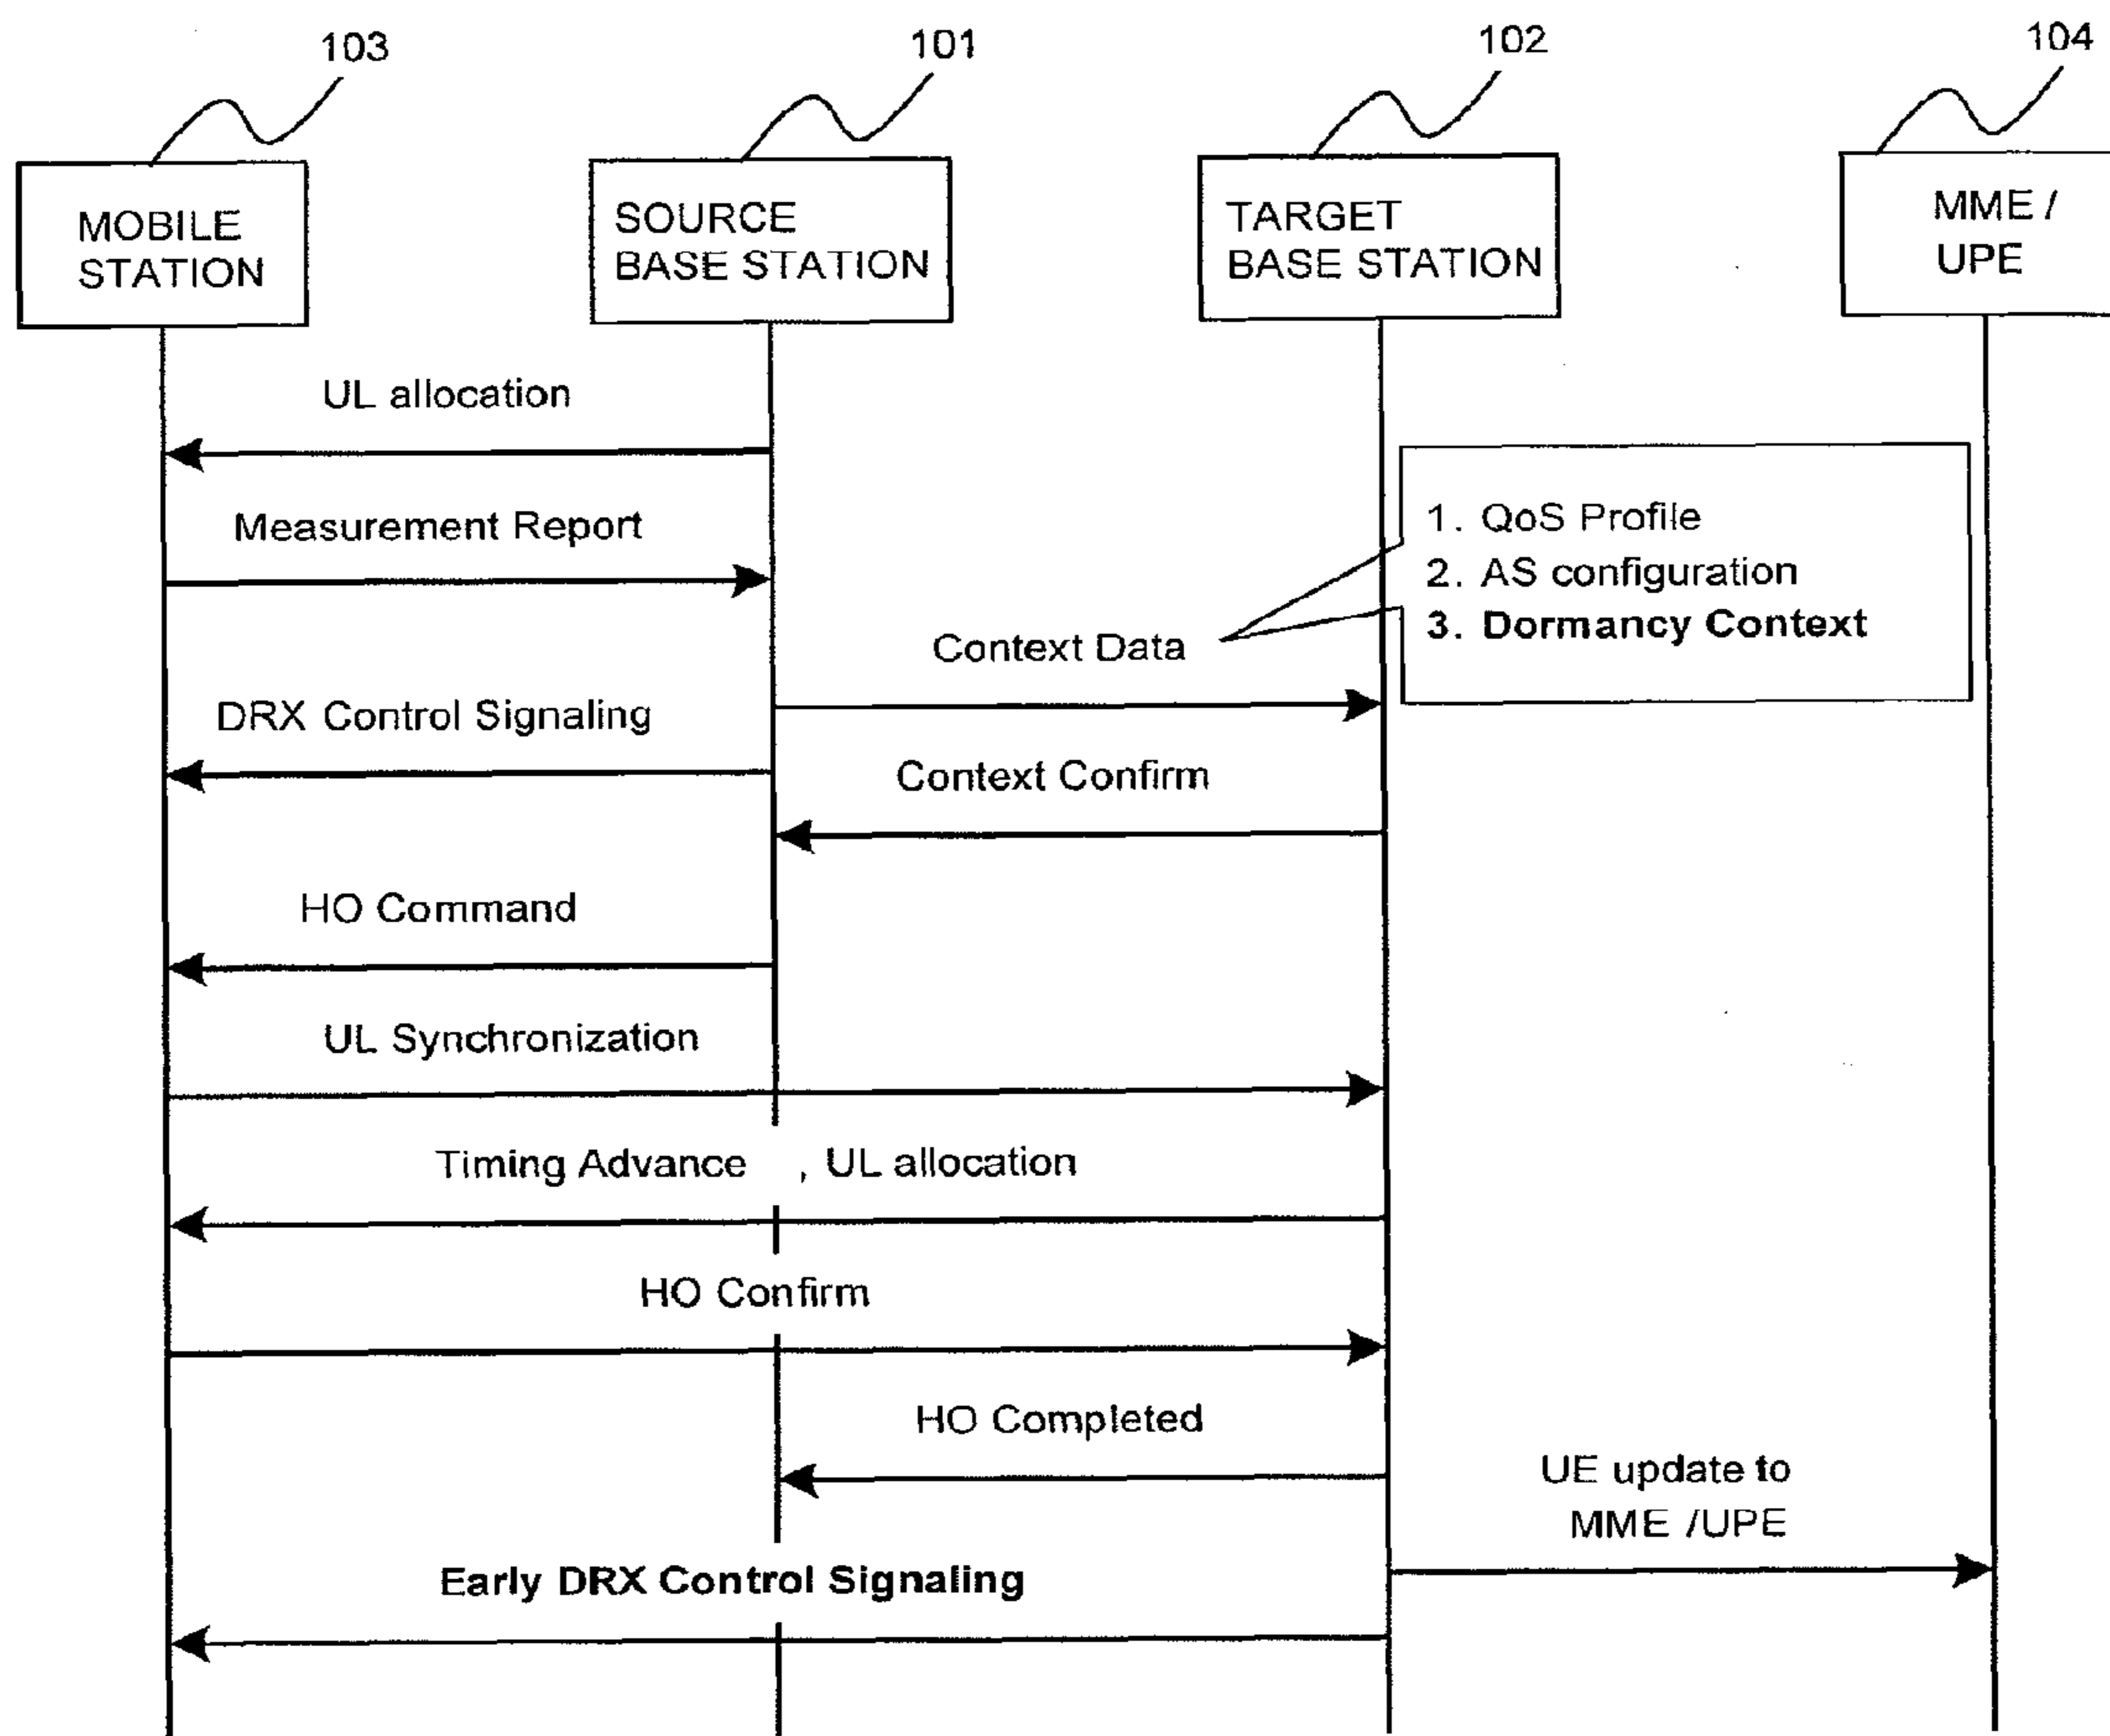 103
101
102
104
MOBILE
STATION
SOURCE
BASE STATION
TARGET
BASE STATION
MME /
UPE
UL allocation
Measurement Report
1. QoS Profile
2. AS configuration
3. Dormancy Context
Context Data
DRX Control Signaling
Context Confirm
HO Command
UL Synchronization
Timing Advance , UL allocation
HO Confirm
HO Completed
UE update to
MME /UPE
Early DRX Control Signaling